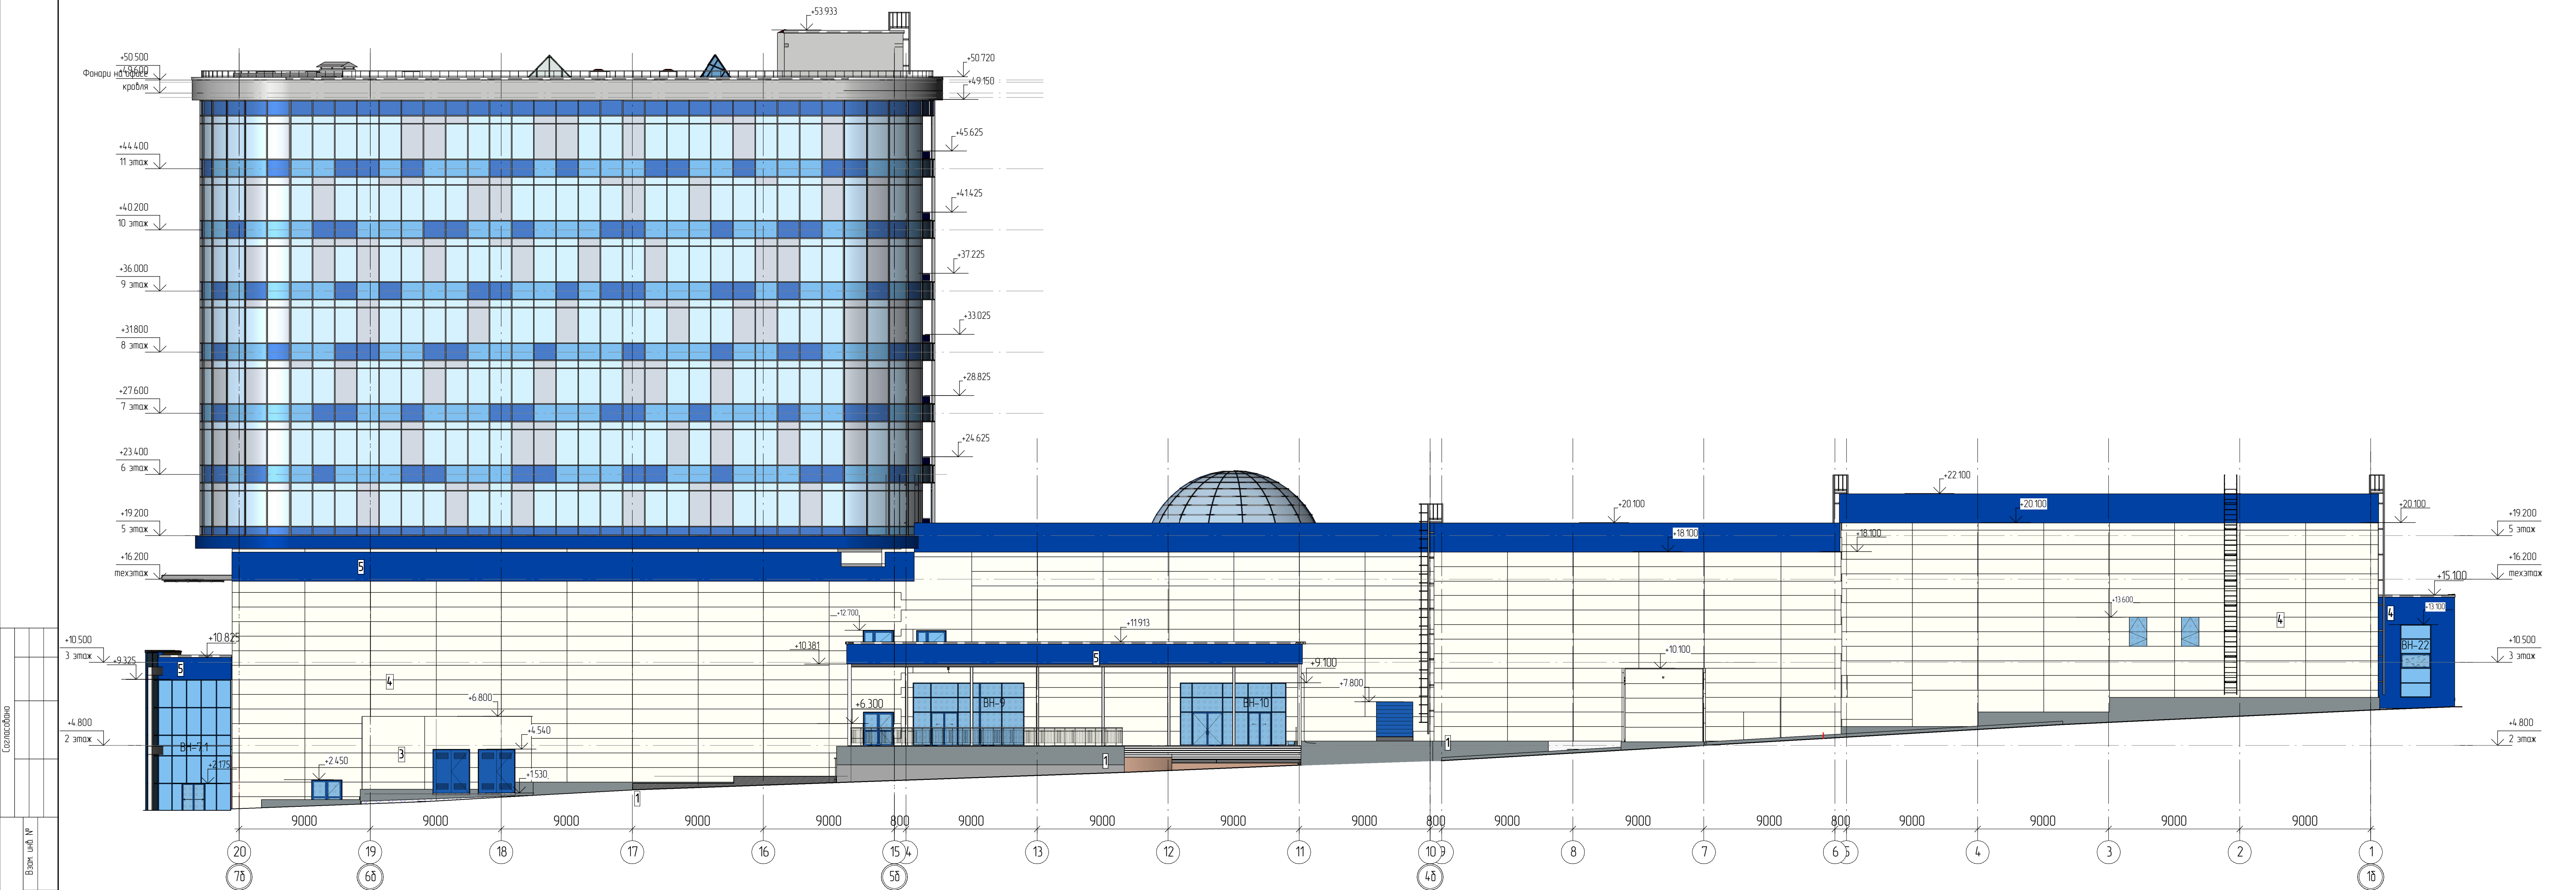 +53.933
+50.500
Фонари на офисе
+49.600
кровля
+50.720
+49.150
+45.625
+44.400
11 этаж
+41.425
+40.200
10 этаж
+37.225
+36.000
9 этаж
+33.025
+31.800
8 этаж
+28.825
+27.600
7 этаж
+24.625
+23.400
6 этаж
+22.100
+20.100
+20.100
+20.100
+19.200
5 этаж
+19.200
5 этаж
+18.100
+18.100
+16.200
техэтаж
5
+16.200
техэтаж
+15.100
+13.600
+13.100
4
4
+12.700
+11.913
+10.500
3 этаж
+10.825
+10.381
5
+10.100
ВН-22
+10.500
3 этаж
+9.325
5
4
+9.100
+7.800
+6.800
+6.300
ВН-9
ВН-10
+4.800
2 этаж
ВН-7.1
3
+4.540
1
1
+4.800
2 этаж
+2.175
+2.450
+1.530
1
9000 9000 9000 9000 9000 800 9000 9000 9000 9000 800 9000 9000 9000 800 9000 9000 9000 9000
20 19 18 17 16 15 13 12 11 10 9 8 7 6 5 4 3 2 1
7б 6б 5б 4б 1б
Согласовано
Взам. инв. №